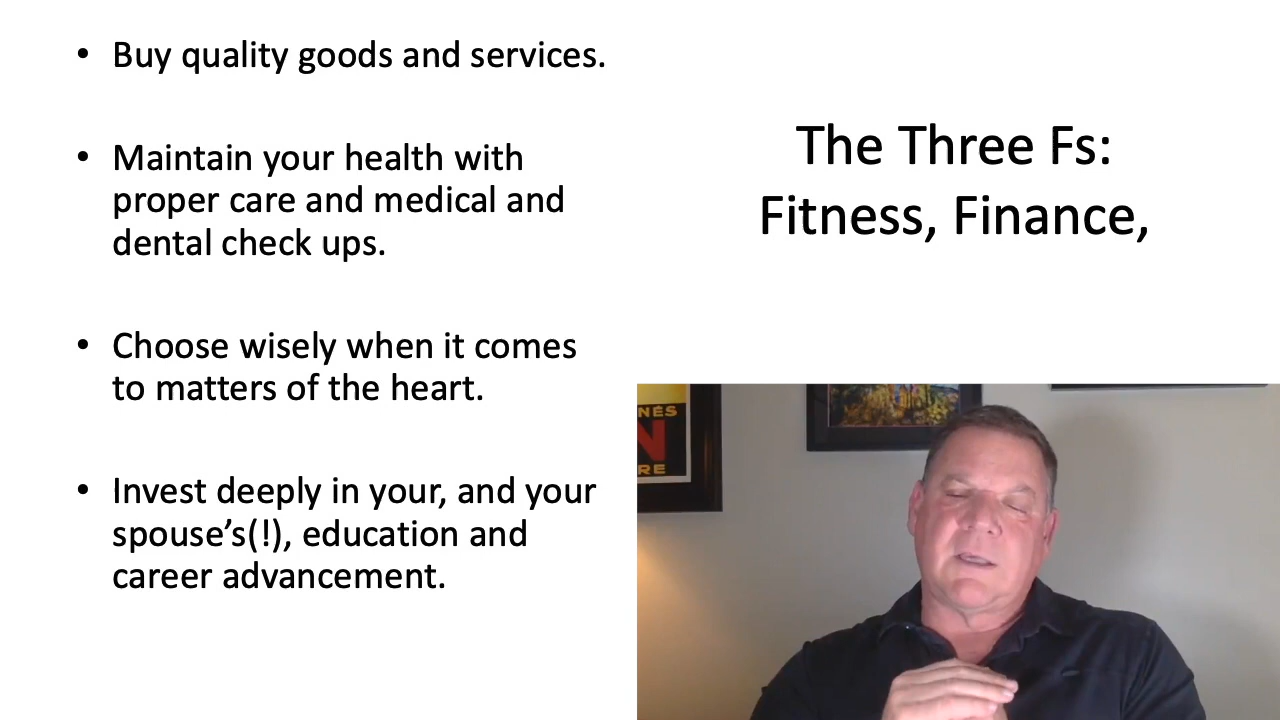 • Buy quality goods and services.
• Maintain your health with
proper care and medical and
dental check ups.
• Choose wisely when it comes
to matters of the heart.
• Invest deeply in your, and your
spouse’s(!), education and
career advancement.
The Three Fs:
Fitness, Finance,
NÉS
N
RE